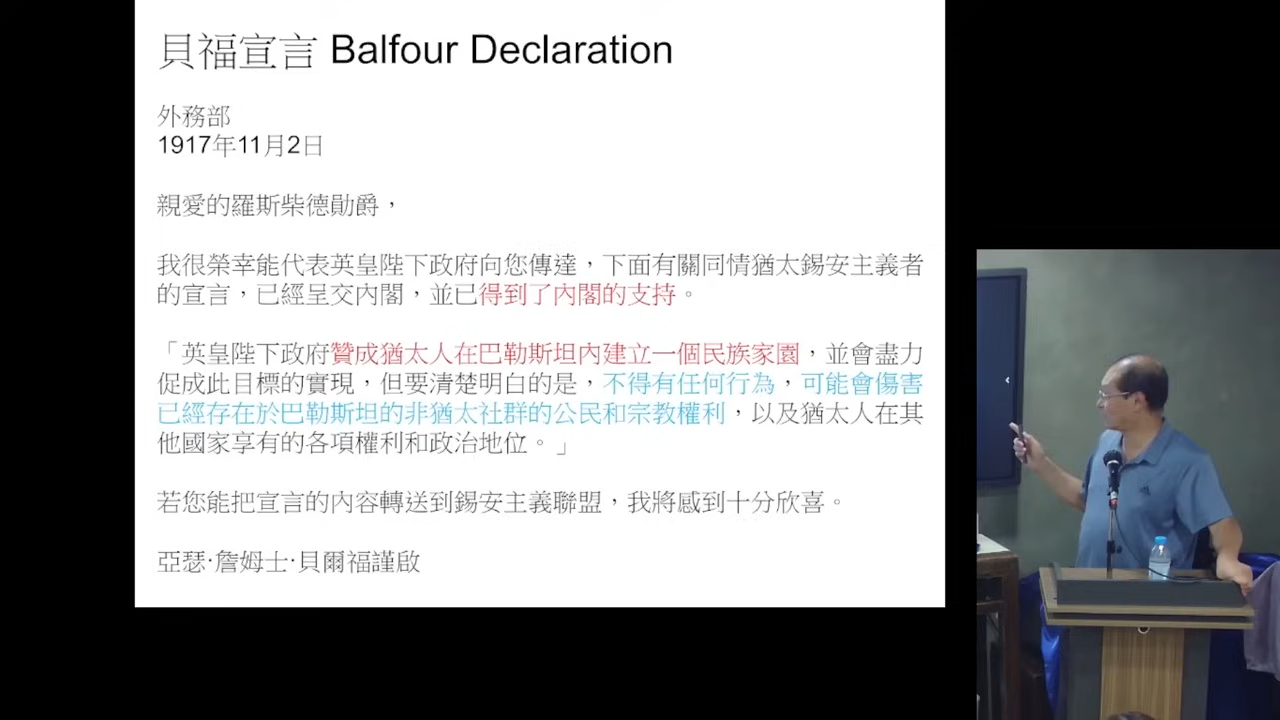 貝福宣言 Balfour Declaration
外務部
1917年11月2日
親愛的羅斯柴德勛爵，
我很榮幸能代表英皇陛下政府向您傳達，下面有關同情猶太錫安主義者
的宣言，已經呈交內閣，並已得到了內閣的支持。
「英皇陛下政府贊成猶太人在巴勒斯坦內建立一個民族家園，並會盡力
促成此目標的實現，但要清楚明白的是，不得有任何行為，可能會傷害
已經存在於巴勒斯坦的非猶太社群的公民和宗教權利，以及猶太人在其
他國家享有的各項權利和政治地位。」
若您能把宣言的內容轉送到錫安主義聯盟，我將感到十分欣喜。
亞瑟·詹姆士·貝爾福謹啟